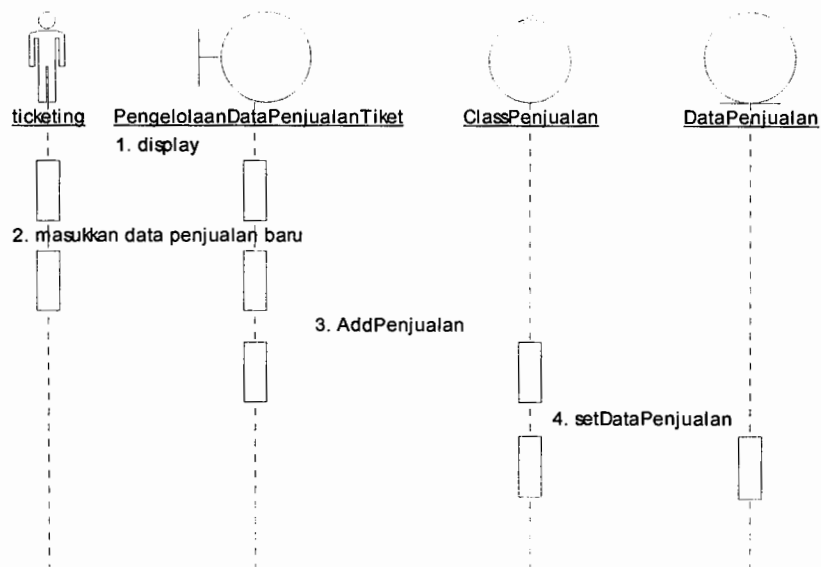 ticketing PengelolaanDataPenjualanTiket ClassPenjualan DataPenjualan
1. display
2. masukkan data penjualan baru
3. AddPenjualan
4. setDataPenjualan